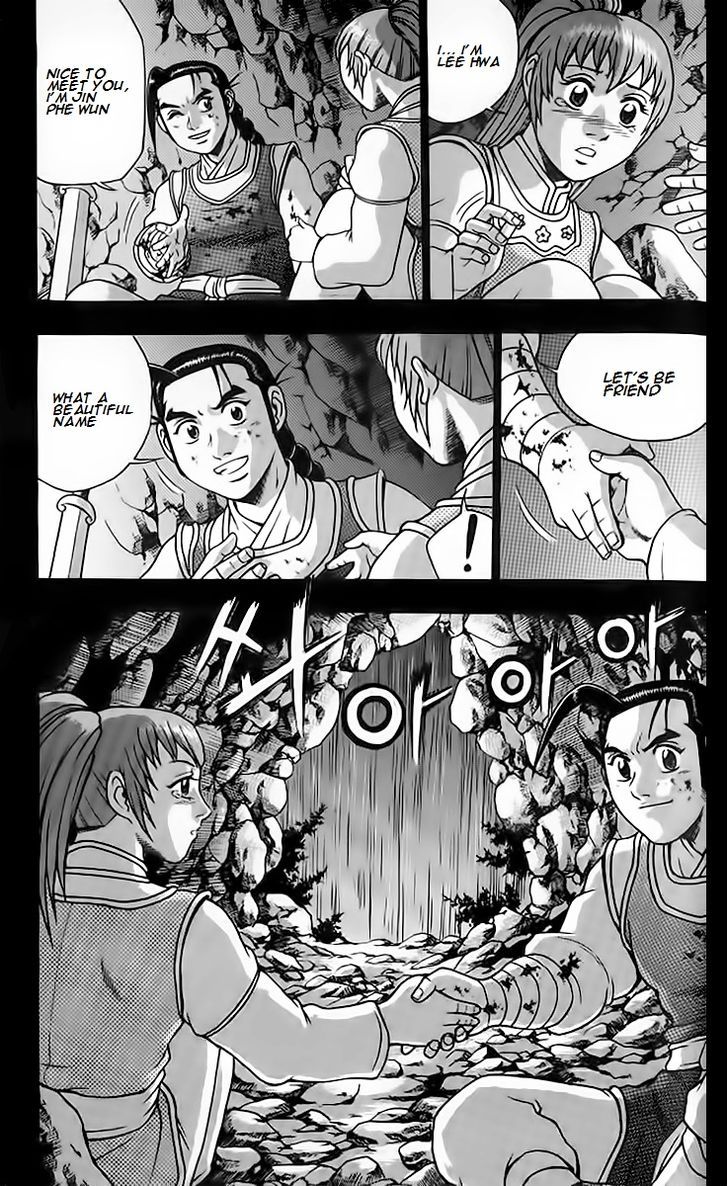 NICE TO
MEET YOU,
I'M JIN
PHE WUN
I... I'M
LEE HWA
WHAT A
BEAUTIFUL
NAME
!
LET'S BE
FRIEND
쏴아아아